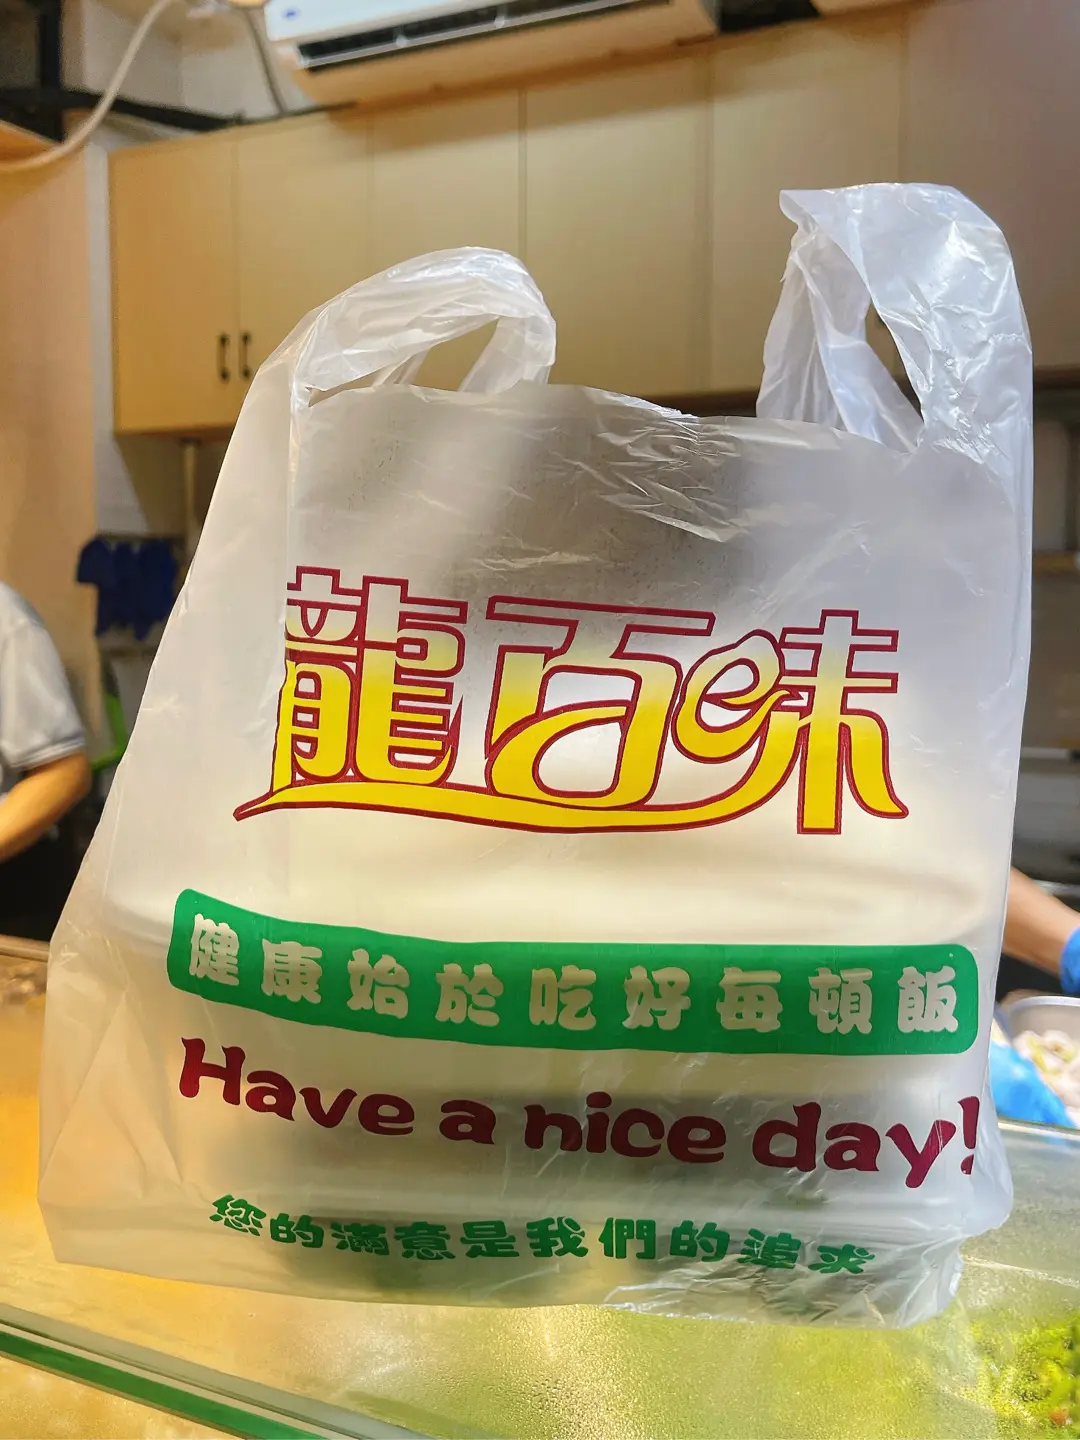 龍百味
健康始於吃好每頓飯
Have a nice day!
您的滿意是我們的追求